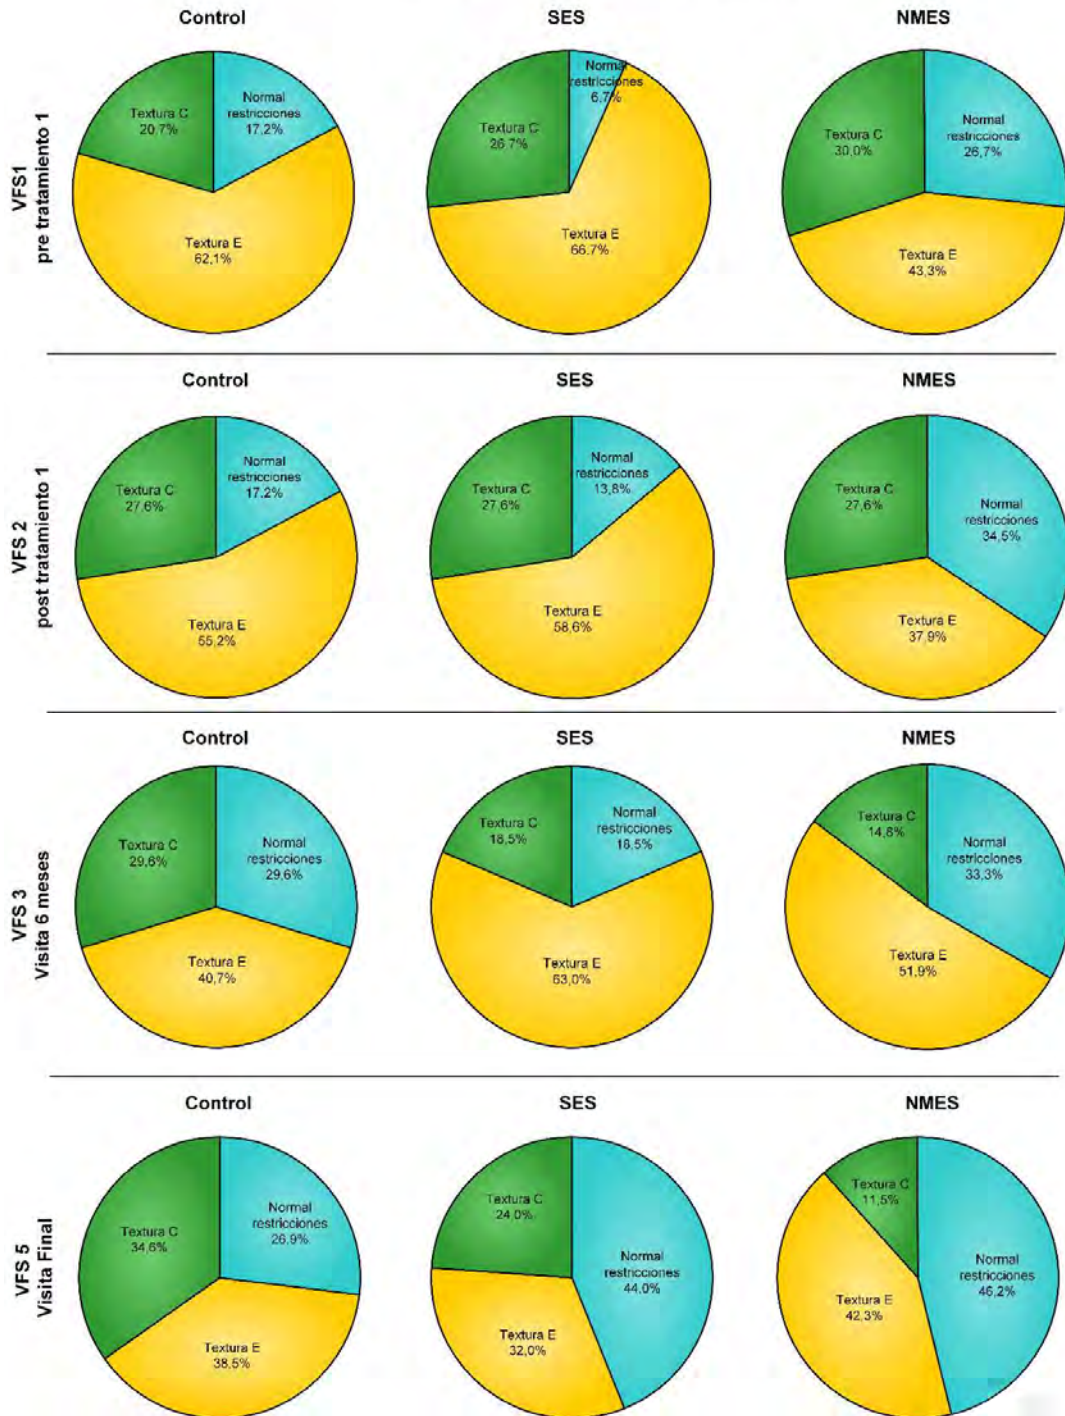 Control
SES
NMES
VFS1
pre tratamiento 1
Textura C
20,7%
Normal
restricciones
17,2%
Textura E
62,1%
Textura C
26,7%
Normal
restricciones
6,7%
Textura E
66,7%
Textura C
30,0%
Normal
restricciones
26,7%
Textura E
43,3%
Control
SES
NMES
VFS 2
post tratamiento 1
Textura C
27,6%
Normal
restricciones
17,2%
Textura E
55,2%
Textura C
27,6%
Normal
restricciones
13,8%
Textura E
58,6%
Textura C
27,6%
Normal
restricciones
34,5%
Textura E
37,9%
Control
SES
NMES
VFS 3
Visita 6 meses
Textura C
29,6%
Normal
restricciones
29,6%
Textura E
40,7%
Textura C
18,5%
Normal
restricciones
18,5%
Textura E
63,0%
Textura C
14,8%
Normal
restricciones
33,3%
Textura E
51,9%
Control
SES
NMES
VFS 5
Visita Final
Textura C
34,6%
Normal
restricciones
26,9%
Textura E
38,5%
Textura C
24,0%
Normal
restricciones
44,0%
Textura E
32,0%
Textura C
11,5%
Normal
restricciones
46,2%
Textura E
42,3%